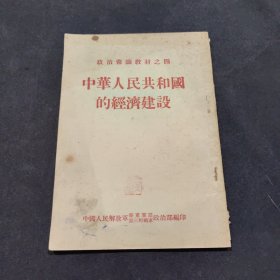 政治常識教材之四
中華人民共和國
的經濟建設
中國人民解放軍
政治部編印